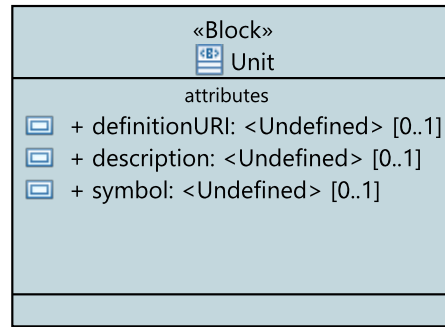 «Block»
Unit
attributes
+ definitionURI: <Undefined> [0..1]
+ description: <Undefined> [0..1]
+ symbol: <Undefined> [0..1]